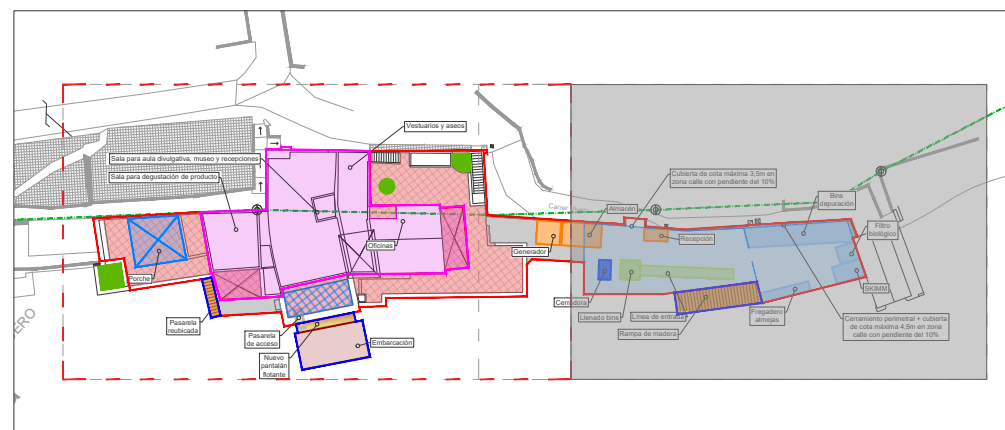 Vestuarios y aseos
Sala para aula divulgativa, museo y recepciones
Sala para degustación de producto
Cubierta de cota máxima 3,5m en
zona calle con pendiente del 10%
Almacén
Bina
depuración
Filtro
biológico
Oficinas
Generador
Recepción
Porche
SKIMM
Cerradora
Llenado bins
Línea de entrada
Rampa de madera
Fregadero
almejas
Cerramiento perimetral + cubierta
de cota máxima 4,5m en zona
calle con pendiente del 10%
Pasarela
reubicada
Pasarela
de acceso
Nuevo
pantalán
flotante
Embarcación
ERO